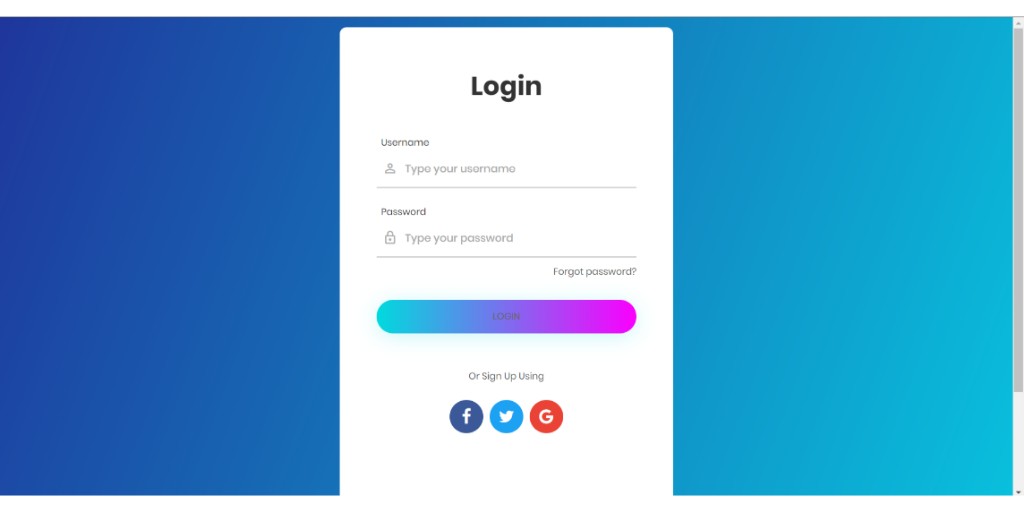 Login
Username
Type your username
Password
Type your password
Forgot password?
LOGIN
Or Sign Up Using